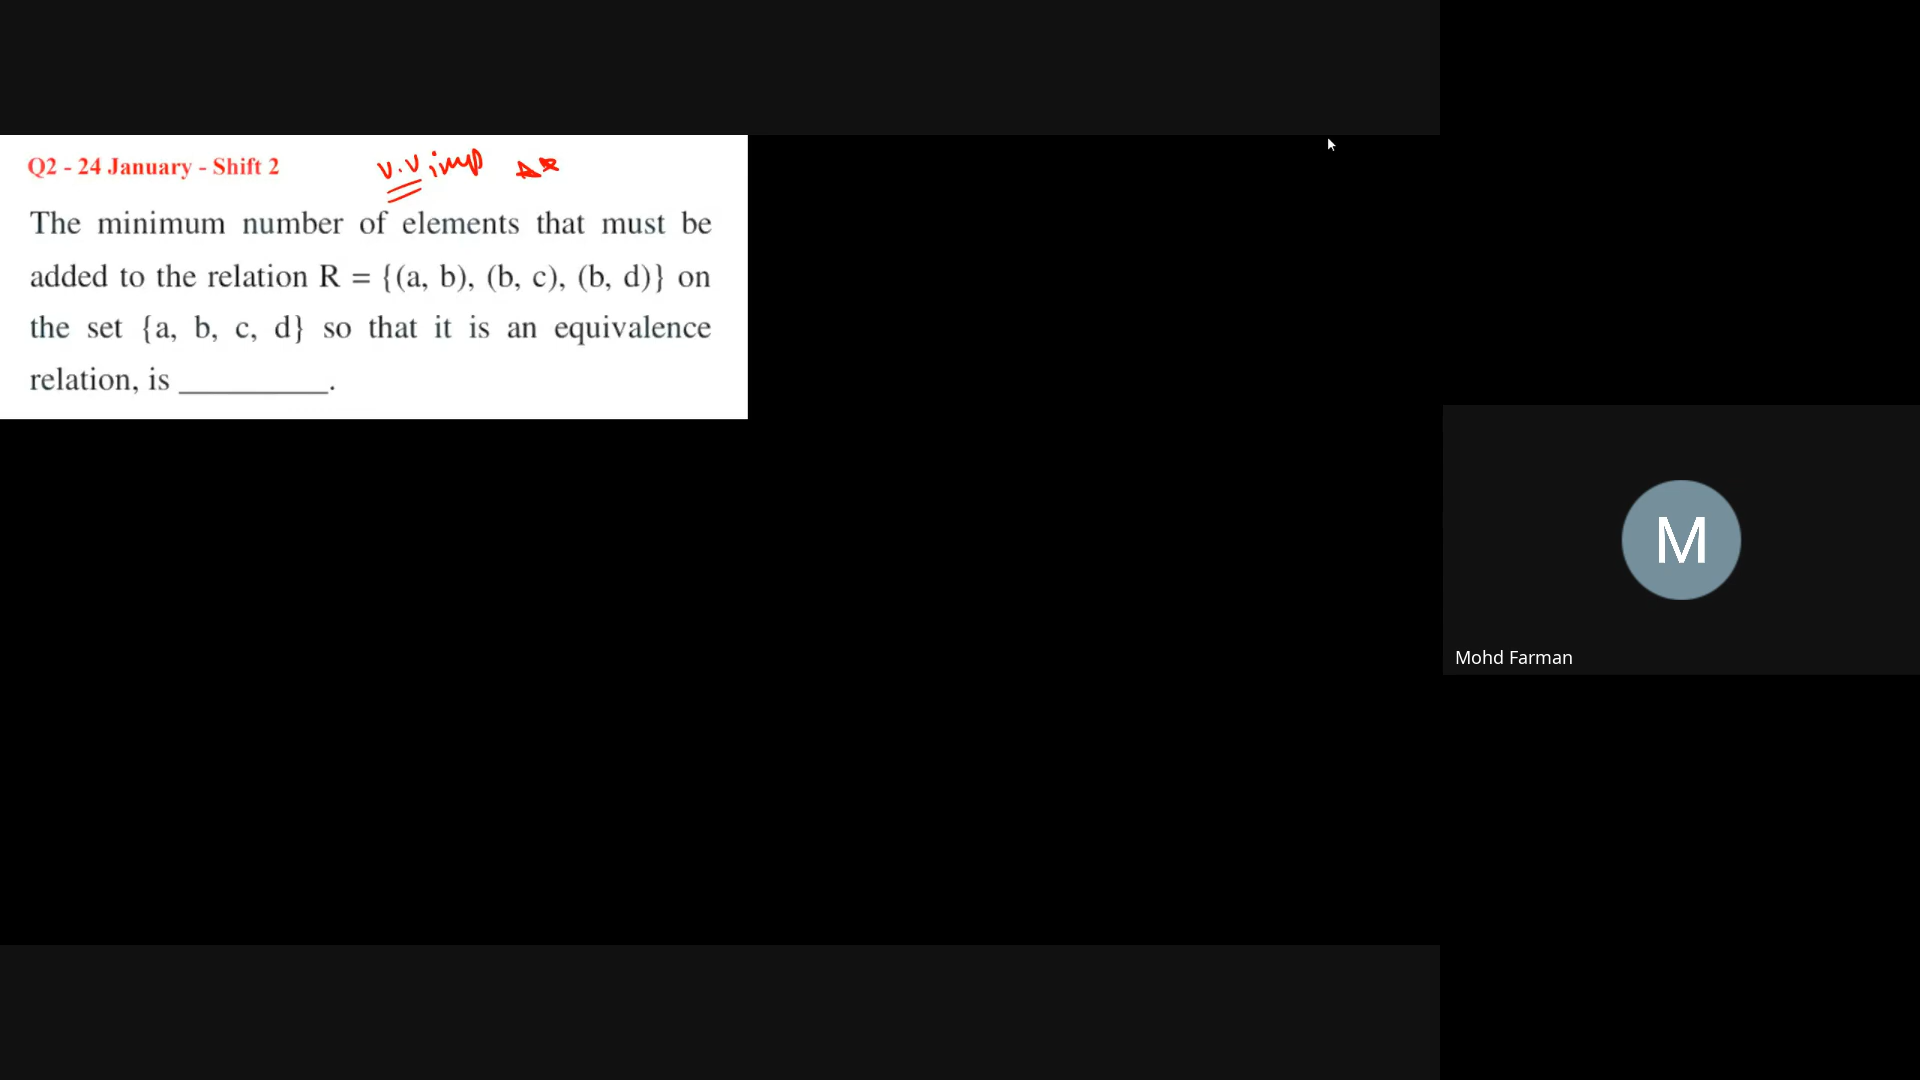 Q2 - 24 January - Shift 2 v.v imp
The minimum number of elements that must be
added to the relation R = {(a, b), (b, c), (b, d)} on
the set {a, b, c, d} so that it is an equivalence
relation, is __________.
M
Mohd Farman